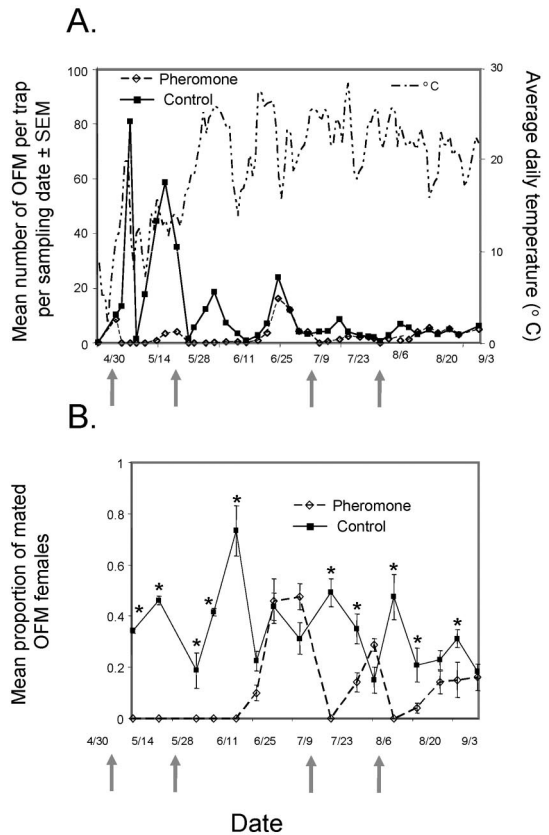 A.
Mean number of OFM per trap
per sampling date ± SEM
100
80
60
40
20
0
Pheromone
Control
°C
30
20
10
0
Average daily temperature (° C)
4/30 5/14 5/28 6/11 6/25 7/9 7/23 8/6 8/20 9/3
B.
Mean proportion of mated
OFM females
1
0.8
0.6
0.4
0.2
0
Pheromone
Control
* * * * * * * * * *
4/30 5/14 5/28 6/11 6/25 7/9 7/23 8/6 8/20 9/3
Date